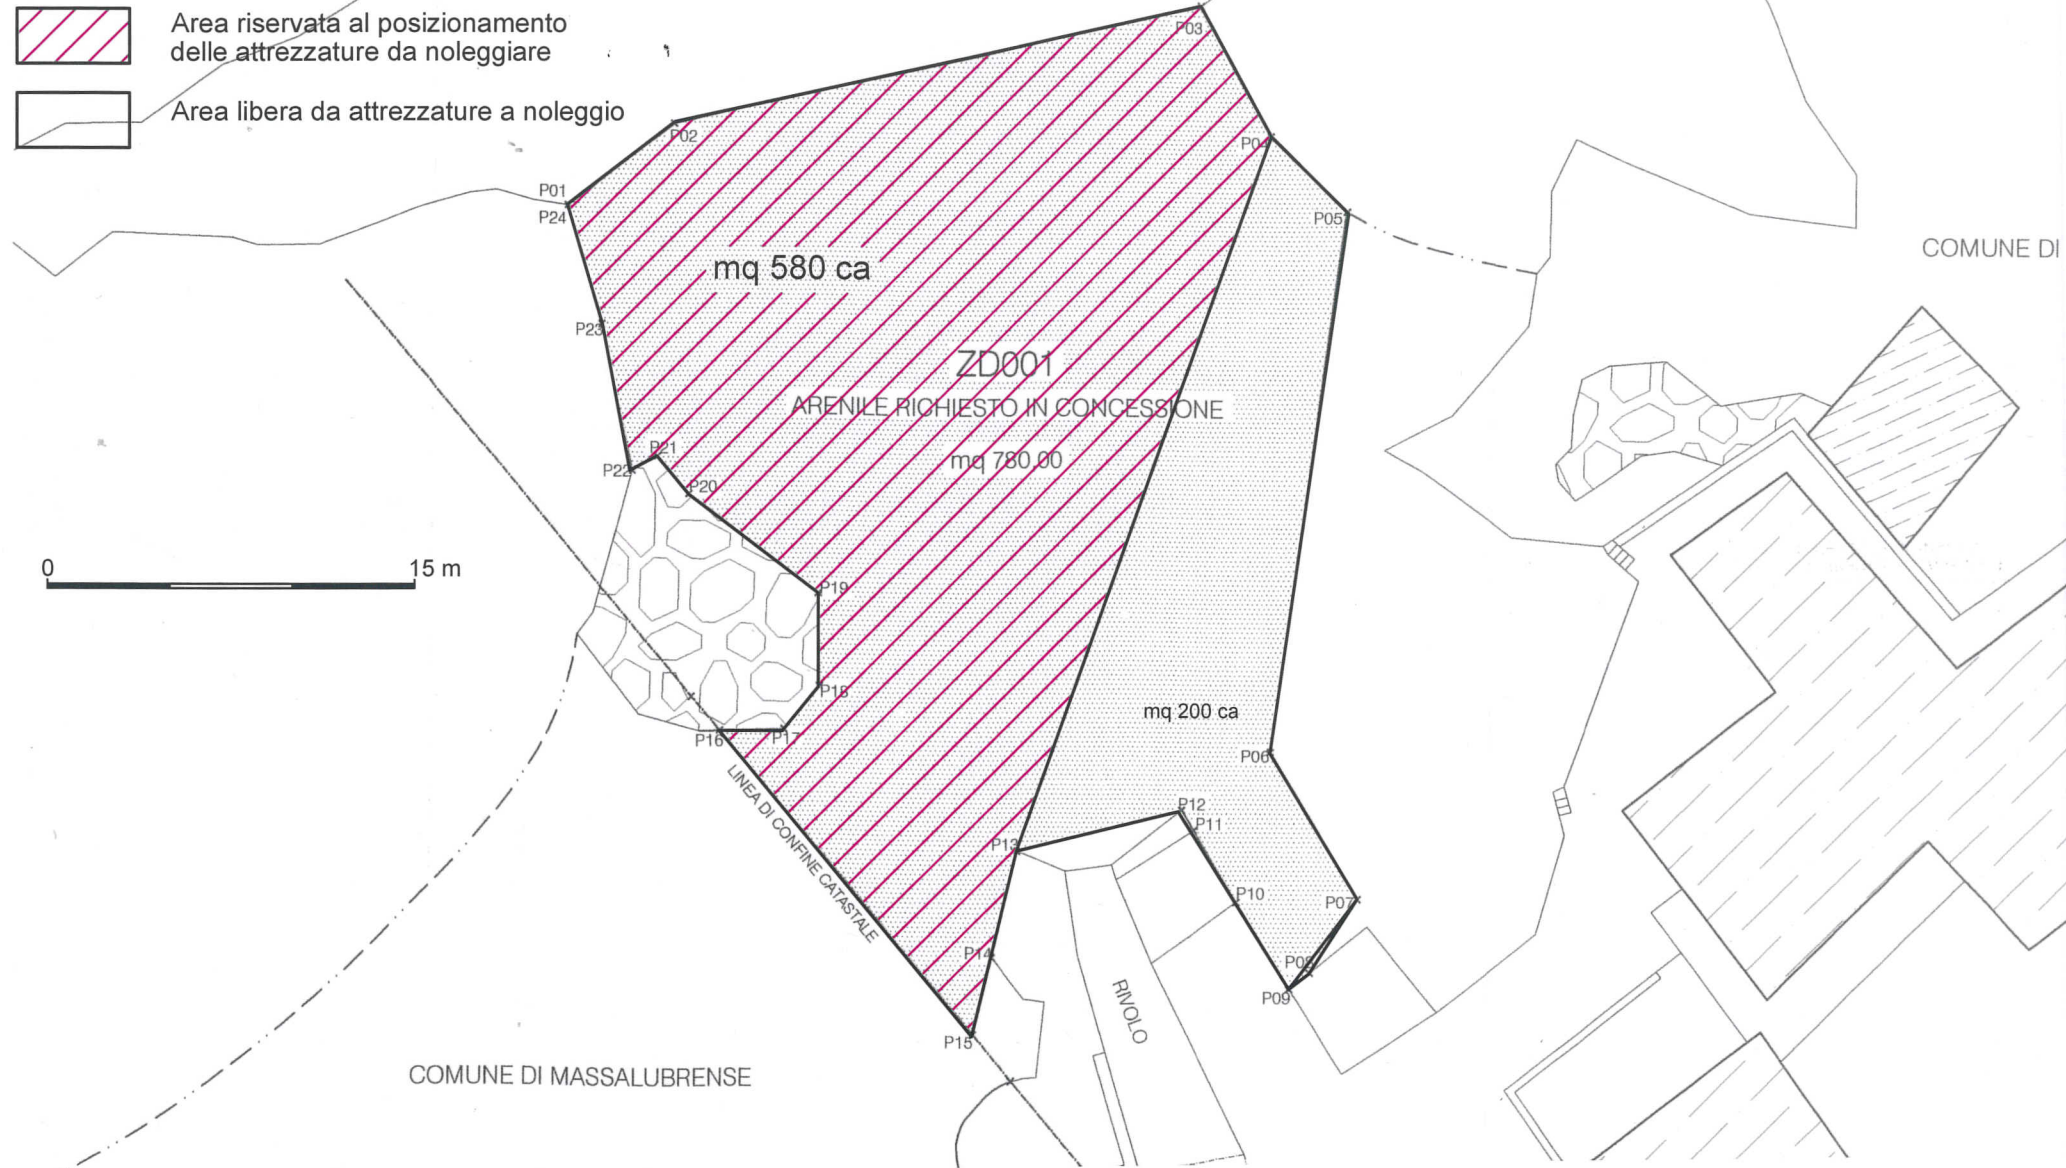 Area riservata al posizionamento
delle attrezzature da noleggiare
Area libera da attrezzature a noleggio
P03
P02
P04
P01
P24
P05
COMUNE DI
mq 580 ca
P23
ZD001
ARENILE RICHIESTO IN CONCESSIONE
mq 780.00
P21
P22
P20
0
15 m
P19
P18
mq 200 ca
P16
P17
P06
LINEA DI CONFINE CATASTALE
P12
P11
P13
P10
P07
P14
P08
P09
RIVOLO
P15
COMUNE DI MASSALUBRENSE